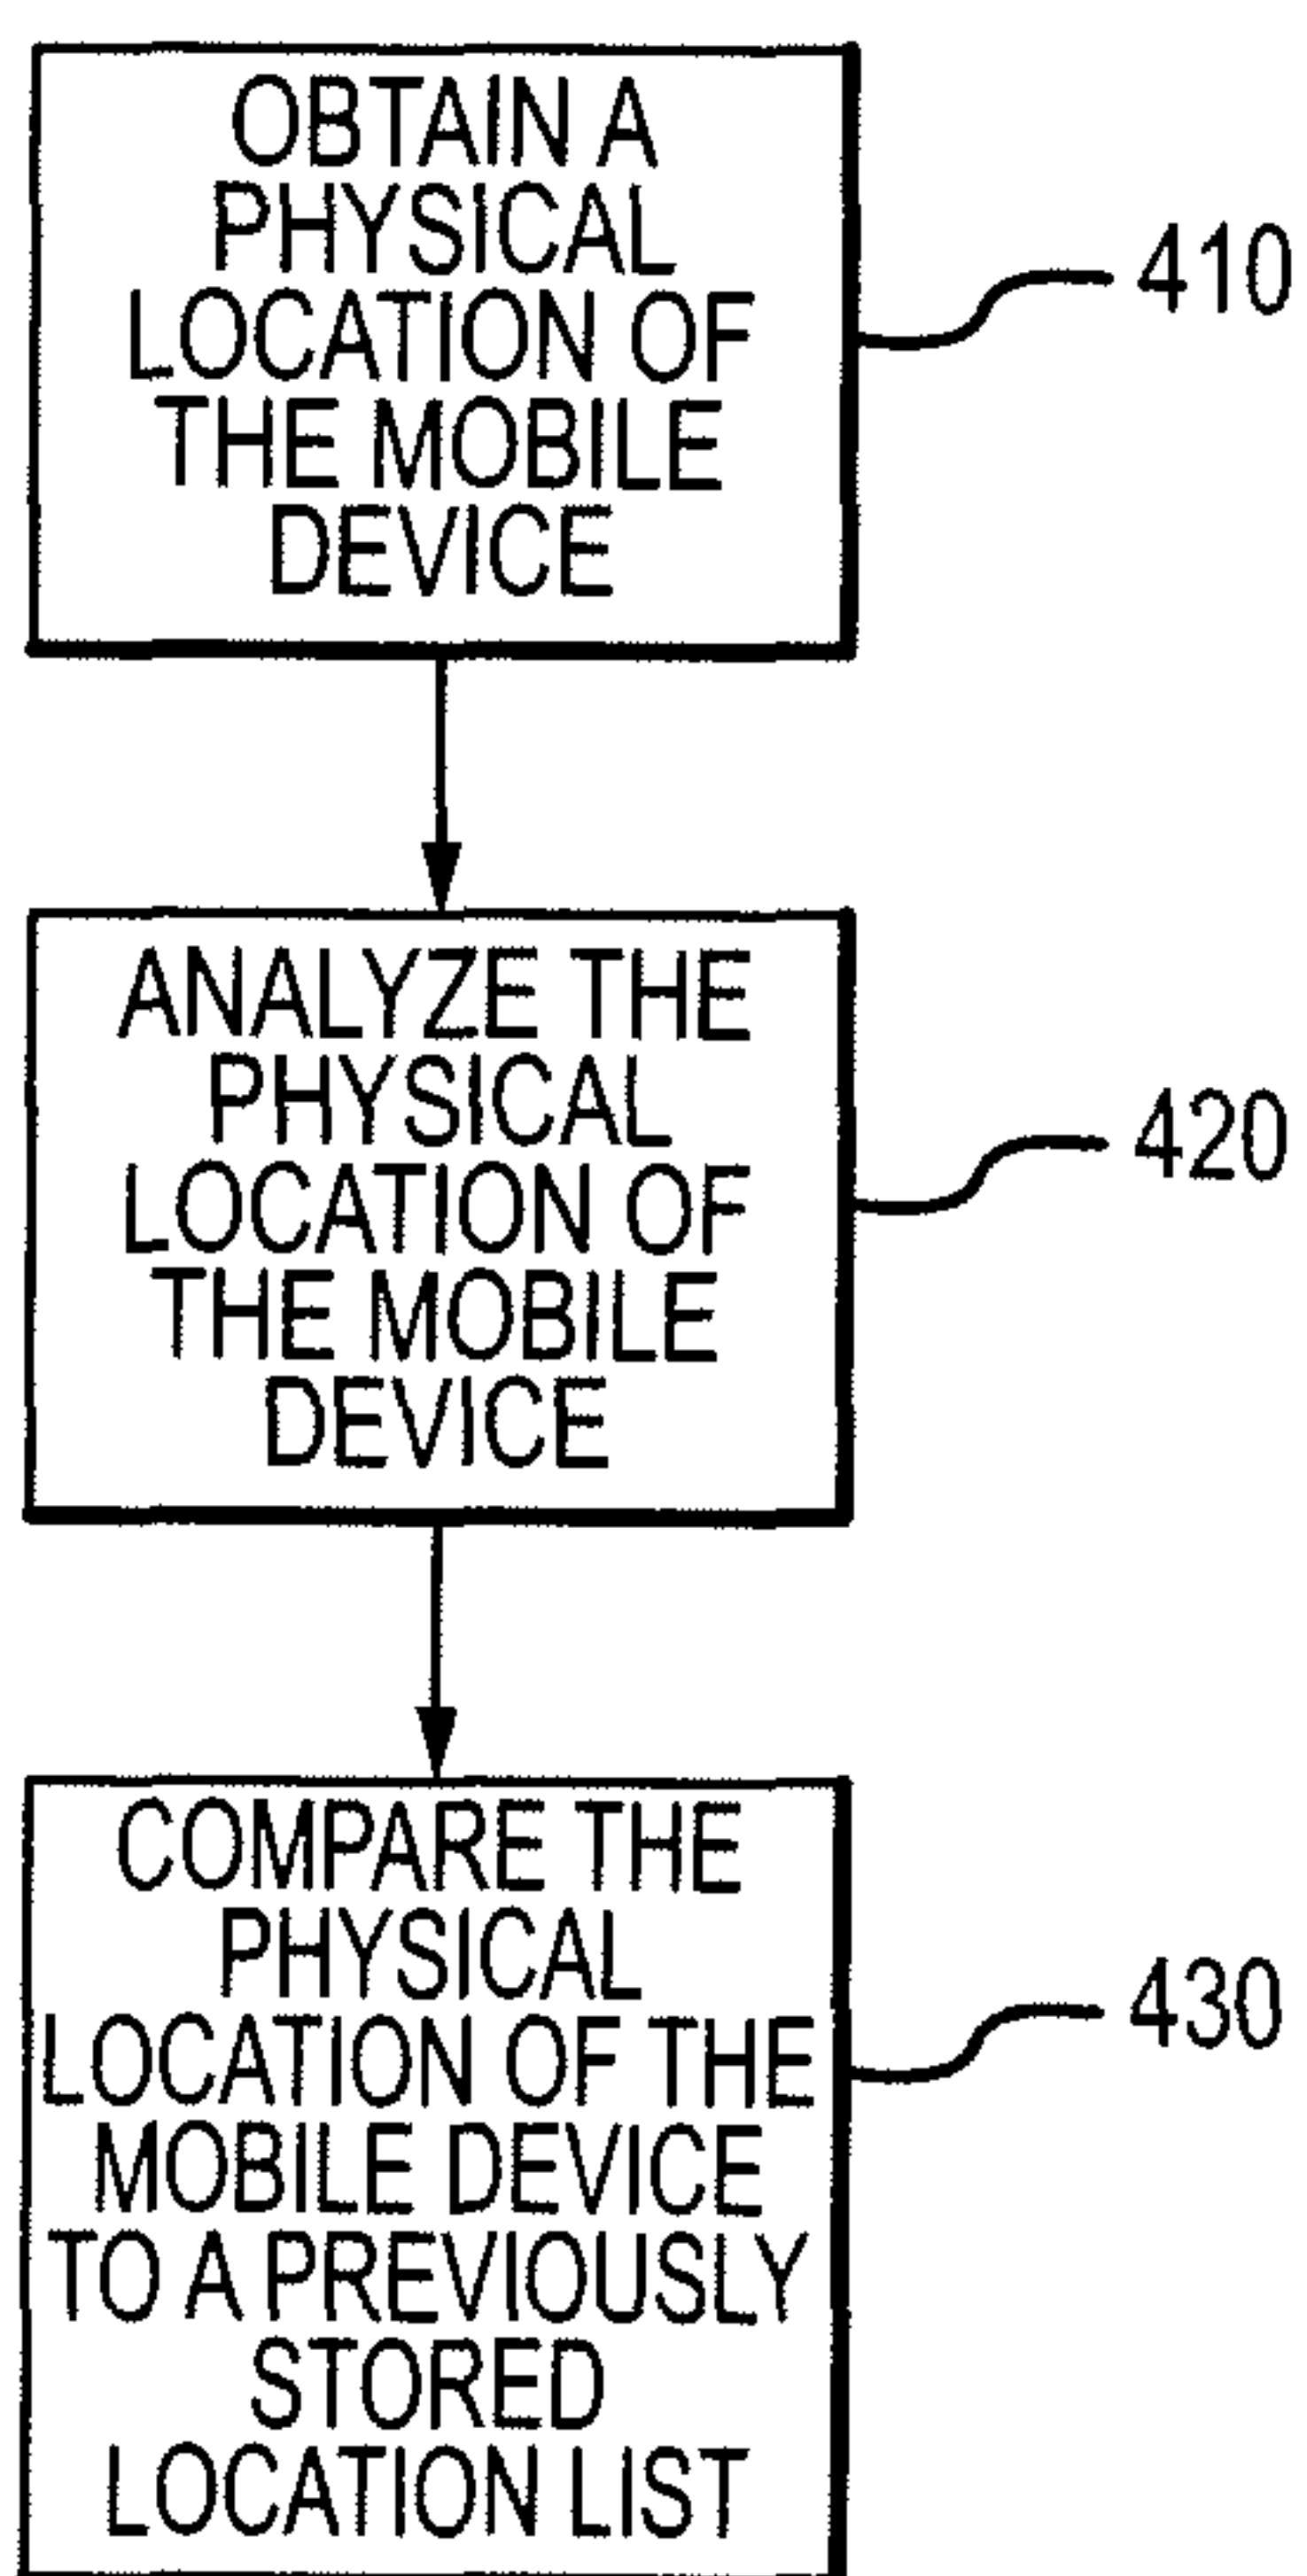 OBTAIN A
PHYSICAL
LOCATION OF
THE MOBILE
DEVICE
410
ANALYZE THE
PHYSICAL
LOCATION OF
THE MOBILE
DEVICE
420
COMPARE THE
PHYSICAL
LOCATION OF THE
MOBILE DEVICE
TO A PREVIOUSLY
STORED
LOCATION LIST
430